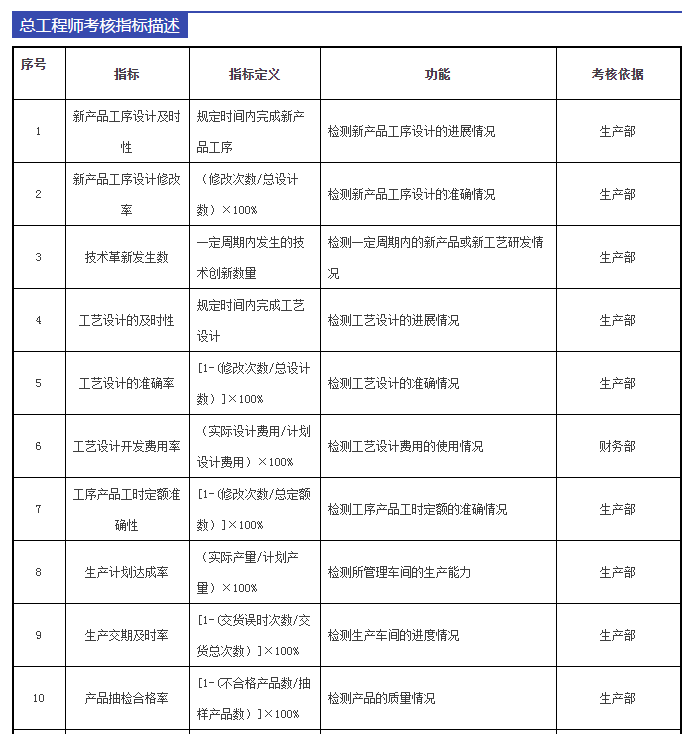 总工程师考核指标描述
序号
指标
指标定义
功能
考核依据
1
新产品工序设计及时
性
规定时间内完成新产
品工序
检测新产品工序设计的进展情况
生产部
2
新产品工序设计修改
率
（修改次数/总设计
数）×100%
检测新产品工序设计的准确情况
生产部
3
技术革新发生数
一定周期内发生的技
术创新数量
检测一定周期内的新产品或新工艺研发情
况
生产部
4
工艺设计的及时性
规定时间内完成工艺
设计
检测工艺设计的进展情况
生产部
5
工艺设计的准确率
[1-(修改次数/总设计
数）]×100%
检测工艺设计的准确情况
生产部
6
工艺设计开发费用率
（实际设计费用/计划
设计费用）×100%
检测工艺设计费用的使用情况
财务部
7
工序产品工时定额准
确性
[1-(修改次数/总定额
数）]×100%
检测工序产品工时定额的准确情况
生产部
8
生产计划达成率
（实际产量/计划产
量）×100%
检测所管理车间的生产能力
生产部
9
生产交期及时率
[1-(交货误时次数/交
货总次数）]×100%
检测生产车间的进度情况
生产部
10
产品抽检合格率
[1-(不合格产品数/抽
样产品数）]×100%
检测产品的质量情况
生产部